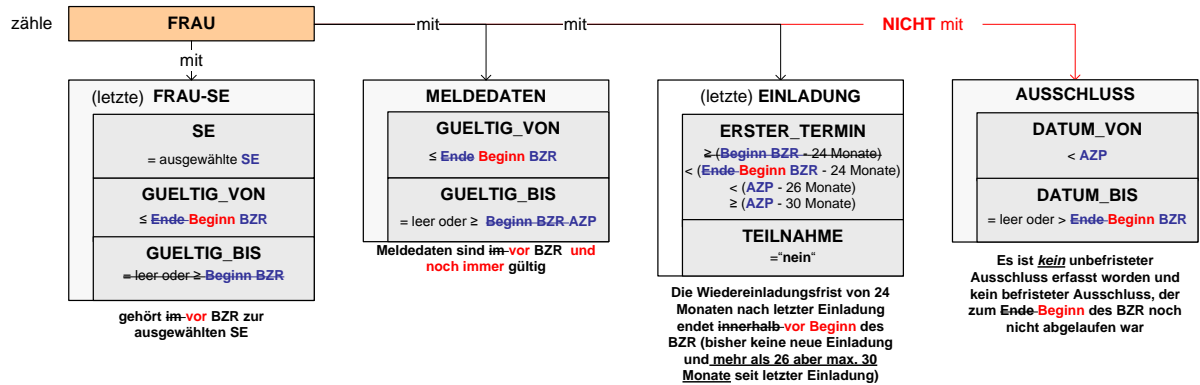 zähle
FRAU
mit
mit
mit
NICHT mit
(letzte) FRAU-SE
SE
= ausgewählte SE
GUELTIG_VON
≤ Ende Beginn BZR
GUELTIG_BIS
= leer oder ≥ Beginn BZR
gehört im vor BZR zur
ausgewählten SE
MELDEDATEN
GUELTIG_VON
≤ Ende Beginn BZR
GUELTIG_BIS
= leer oder ≥ Beginn BZR AZP
Meldedaten sind im vor BZR und
noch immer gültig
(letzte) EINLADUNG
ERSTER_TERMIN
≥ (Beginn BZR - 24 Monate)
< (Ende Beginn BZR - 24 Monate)
< (AZP - 26 Monate)
≥ (AZP - 30 Monate)
TEILNAHME
=“nein“
Die Wiedereinladungsfrist von 24
Monaten nach letzter Einladung
endet innerhalb vor Beginn des
BZR (bisher keine neue Einladung
und mehr als 26 aber max. 30
Monate seit letzter Einladung)
AUSSCHLUSS
DATUM_VON
< AZP
DATUM_BIS
= leer oder > Ende Beginn BZR
Es ist kein unbefristeter
Ausschluss erfasst worden und
kein befristeter Ausschluss, der
zum Ende Beginn des BZR noch
nicht abgelaufen war